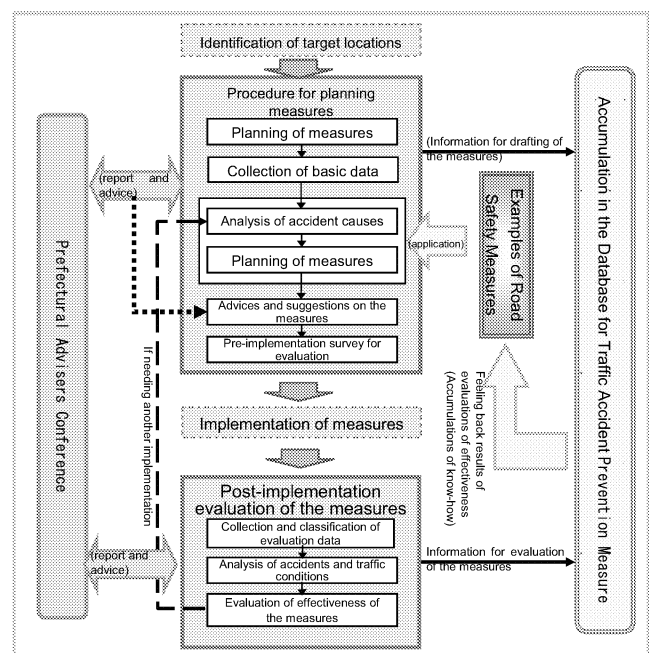 Identification of target locations
Procedure for planning
measures
Planning of measures
Collection of basic data
Analysis of accident causes
Planning of measures
Advices and suggestions on the
measures
Pre-implementation survey for
evaluation
Implementation of measures
Post-implementation
evaluation of the measures
Collection and classification of
evaluation data
Analysis of accidents and traffic
conditions
Evaluation of effectiveness of
the measures
Prefectural Advisers Conference
(report and
advice)
(report and
advice)
If needing another implementation
(Information for drafting of
the measures)
(application)
Examples of Road
Safety Measures
Feeling back results of
evaluations of effectiveness
(Accumulations of know-how)
Information for evaluation
of the measures
Accumulation in the Database for Traffic Accident Prevention Measure